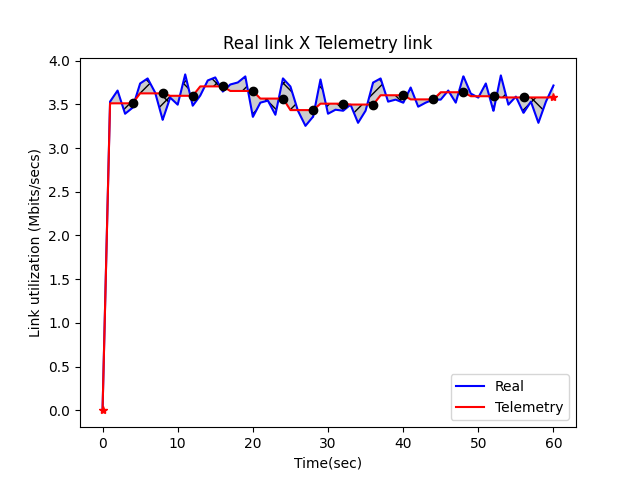 Real link X Telemetry link
Link utilization (Mbits/secs)
4.0
3.5
3.0
2.5
2.0
1.5
1.0
0.5
0.0
0 10 20 30 40 50 60
Time(sec)
Real
Telemetry